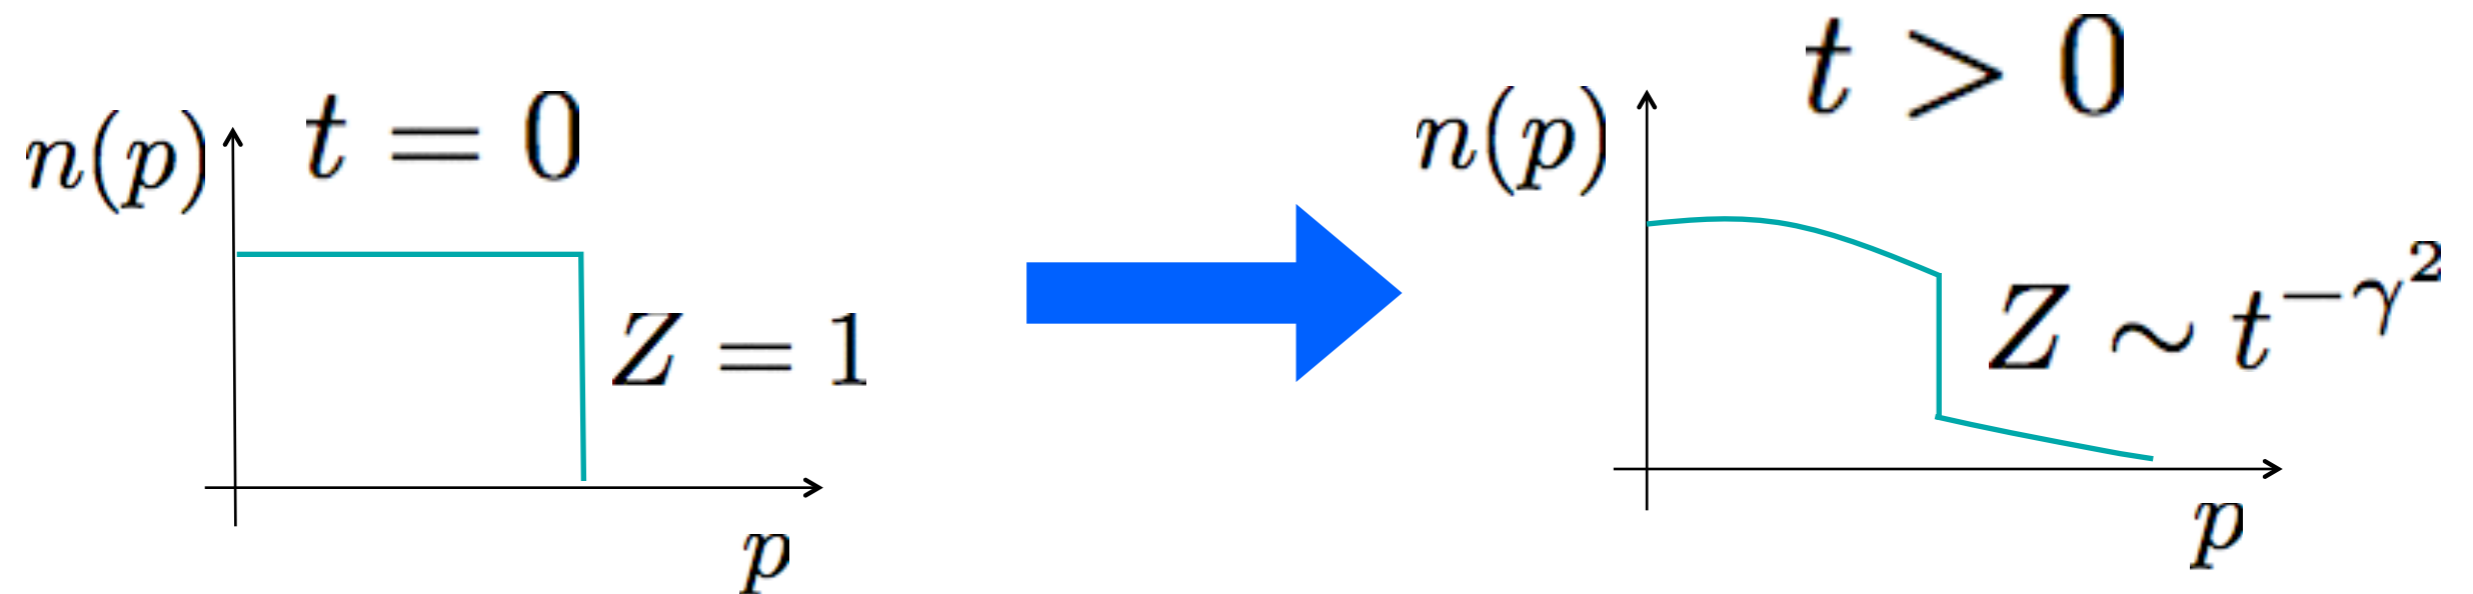 n(p)
t = 0
Z = 1
p
t > 0
n(p)
Z ∼ t^{−γ^2}
p